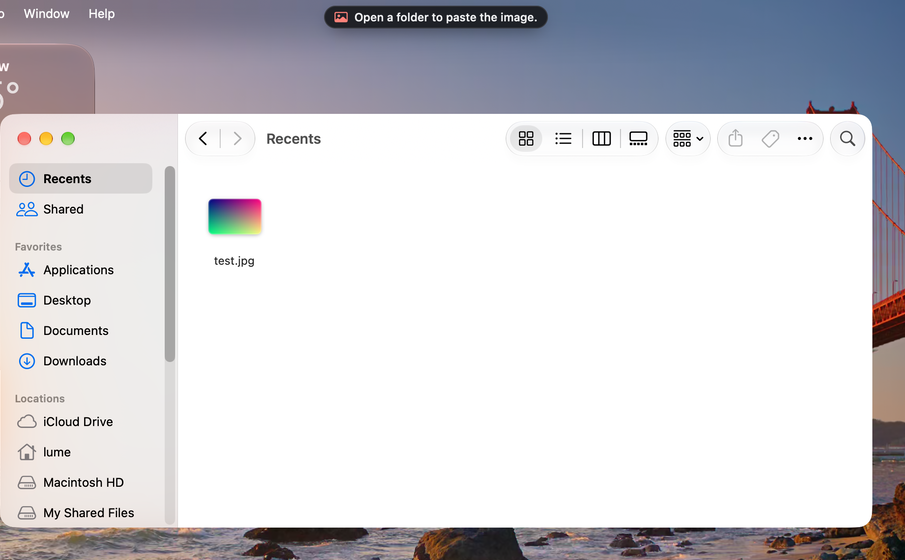 Window Help
Open a folder to paste the image.
Recents
Recents
Shared
Favorites
Applications
Desktop
Documents
Downloads
Locations
iCloud Drive
lume
Macintosh HD
My Shared Files
test.jpg